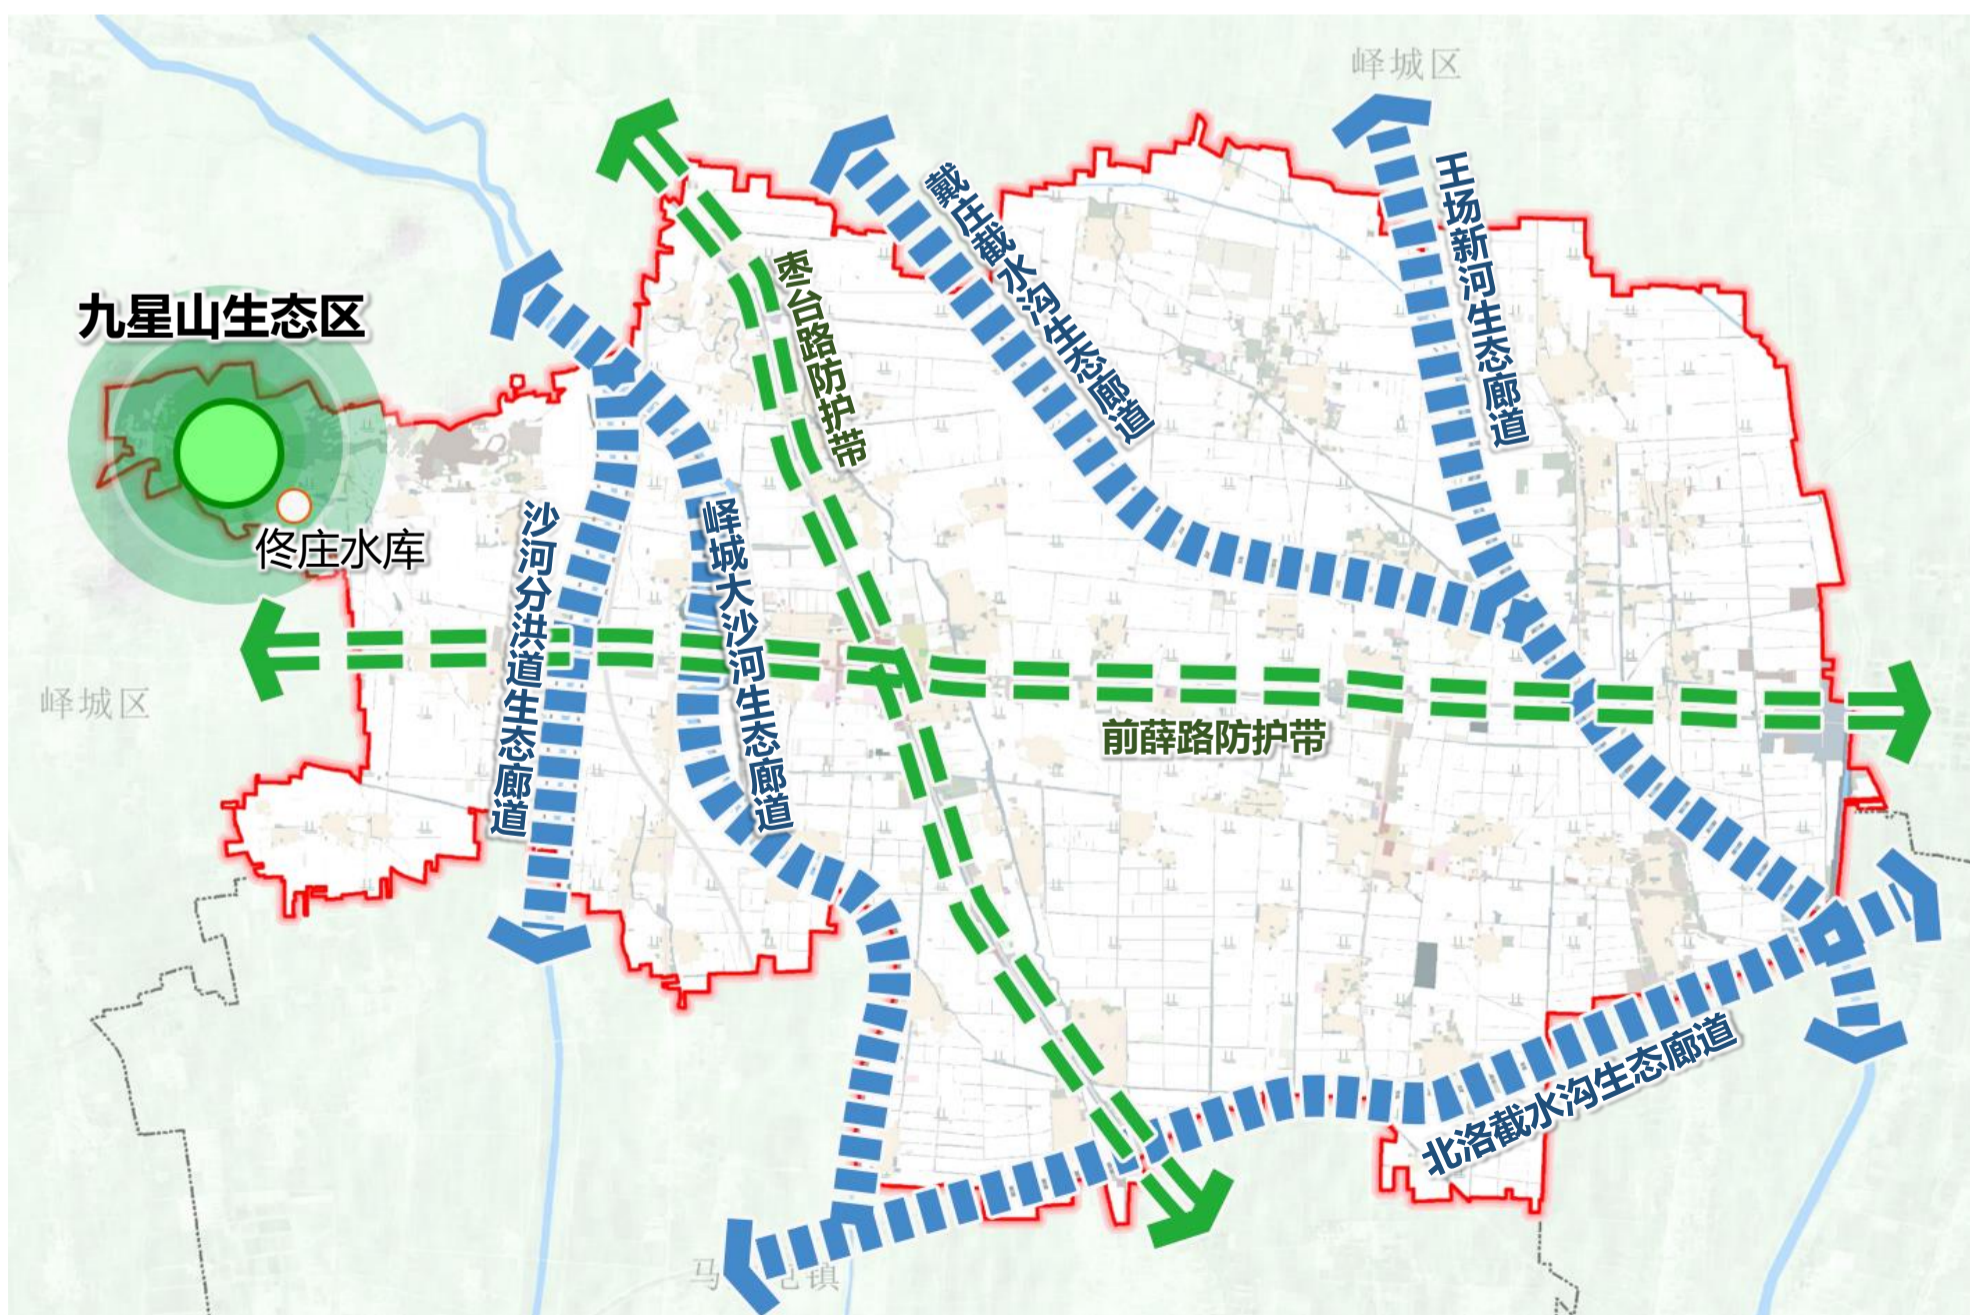 峄城区
戴庄截水沟生态廊道
王场新河生态廊道
枣台路防护带
九星山生态区
佟庄水库
沙河分洪道生态廊道
峄城大沙河生态廊道
峄城区
前薛路防护带
北洛截水沟生态廊道
马
镇